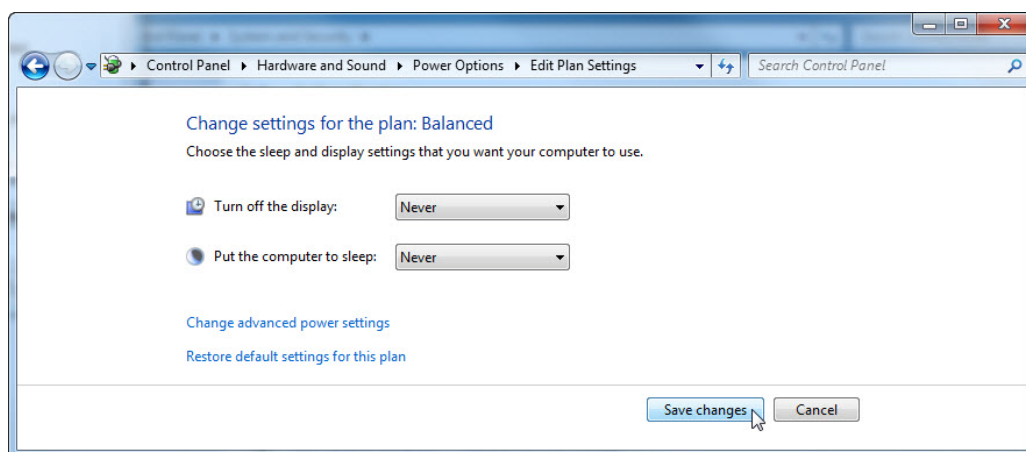 Control Panel Hardware and Sound Power Options Edit Plan Settings Search Control Panel
Change settings for the plan: Balanced
Choose the sleep and display settings that you want your computer to use.
Turn off the display: Never
Put the computer to sleep: Never
Change advanced power settings
Restore default settings for this plan
Save changes Cancel